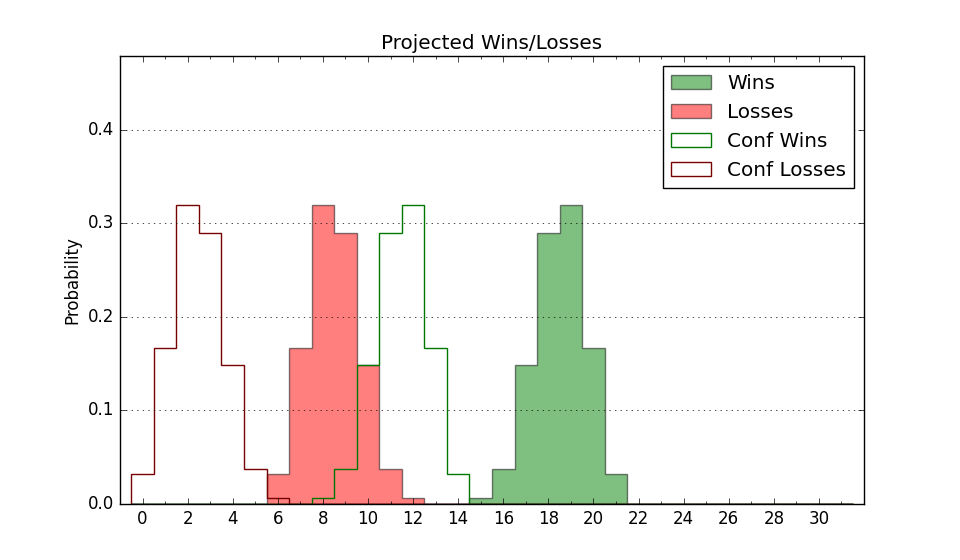 Projected Wins/Losses
Wins
Losses
Conf Wins
Conf Losses
Probability
0.4
0.3
0.2
0.1
0.0
0 2 4 6 8 10 12 14 16 18 20 22 24 26 28 30